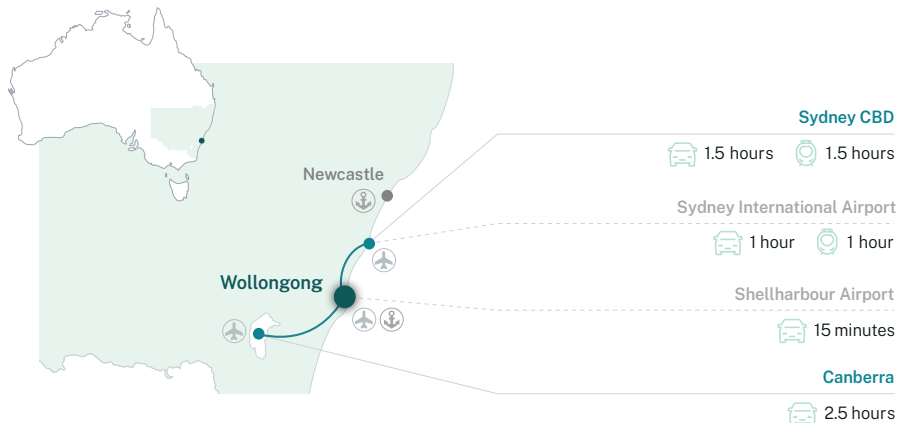 Sydney CBD
1.5 hours 1.5 hours
Newcastle
Sydney International Airport
1 hour 1 hour
Wollongong
Shellharbour Airport
15 minutes
Canberra
2.5 hours